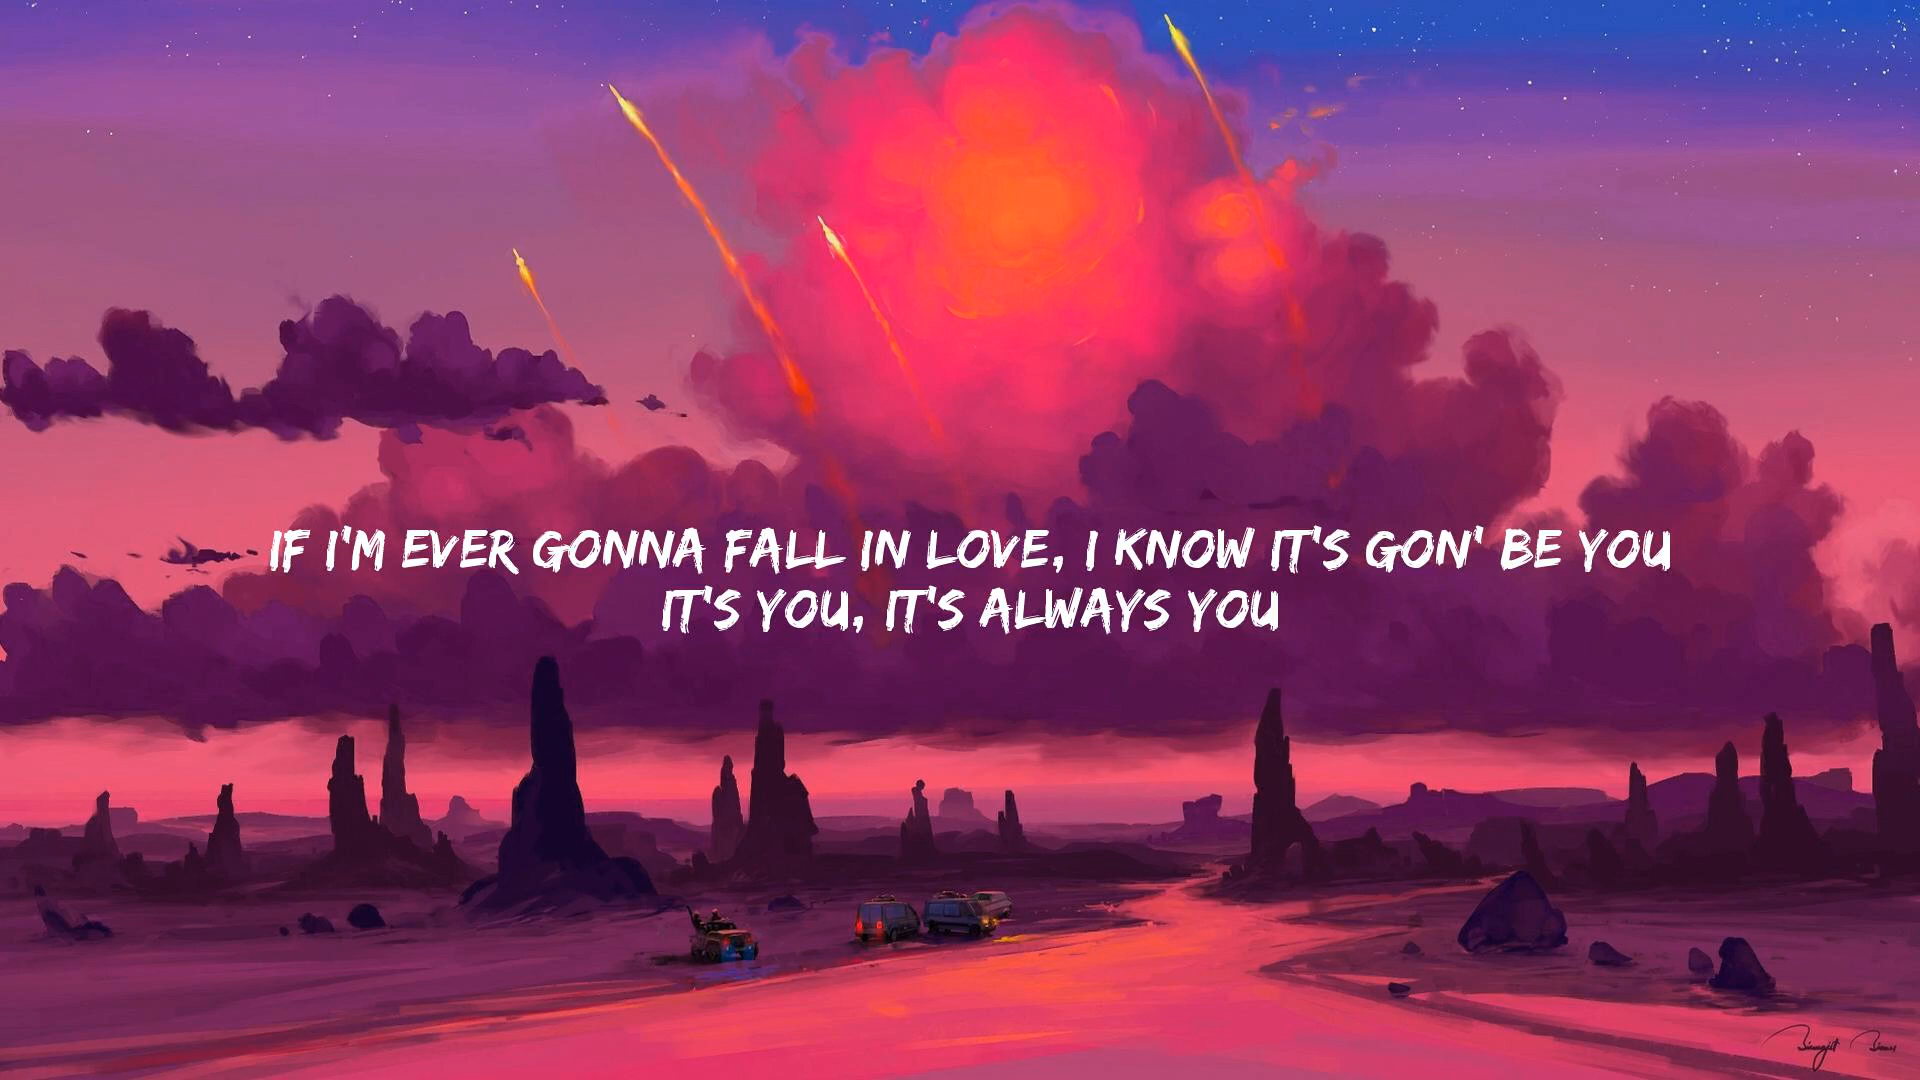 IF I'M EVER GONNA FALL IN LOVE, I KNOW IT'S GON' BE YOU
IT'S YOU, IT'S ALWAYS YOU